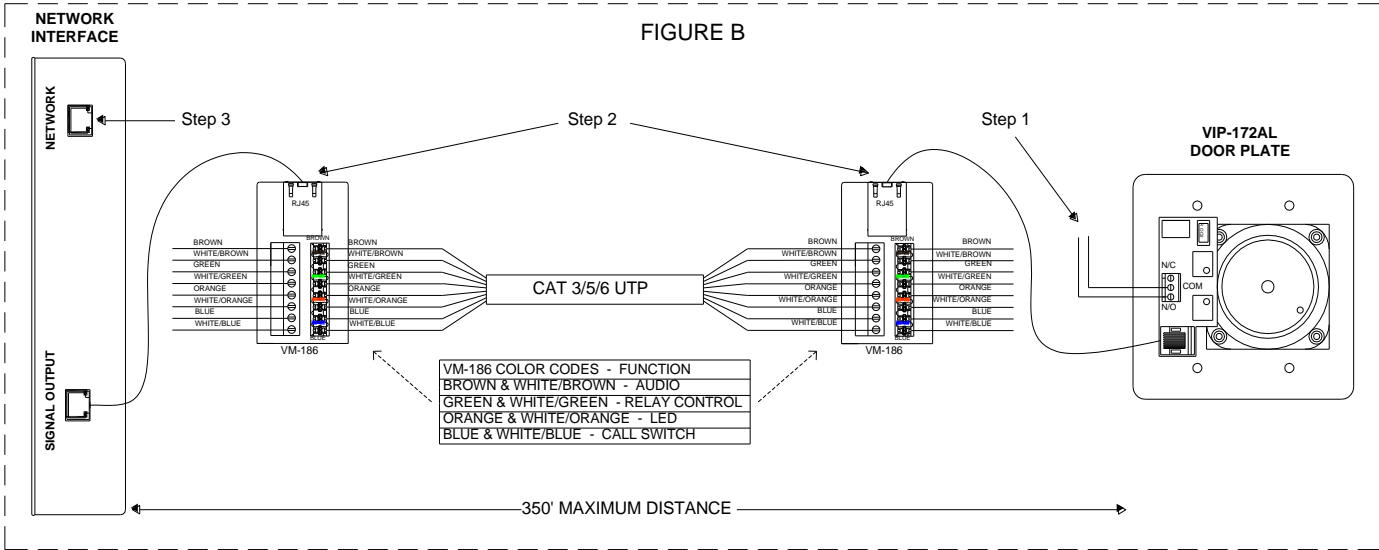 NETWORK
INTERFACE
FIGURE B
NETWORK
Step 3
Step 2
Step 1
VIP-172AL
DOOR PLATE
SIGNAL OUTPUT
RJ45
BROWN
BROWN
WHITE/BROWN
GREEN
WHITE/GREEN
ORANGE
WHITE/ORANGE
BLUE
WHITE/BLUE
BROWN
WHITE/BROWN
GREEN
WHITE/GREEN
ORANGE
WHITE/ORANGE
BLUE
WHITE/BLUE
BLUE
VM-186
CAT 3/5/6 UTP
RJ45
BROWN
BROWN
WHITE/BROWN
GREEN
WHITE/GREEN
ORANGE
WHITE/ORANGE
BLUE
WHITE/BLUE
BROWN
WHITE/BROWN
GREEN
WHITE/GREEN
ORANGE
WHITE/ORANGE
BLUE
WHITE/BLUE
BLUE
VM-186
N/C
COM
N/O
VM-186 COLOR CODES - FUNCTION
BROWN & WHITE/BROWN - AUDIO
GREEN & WHITE/GREEN - RELAY CONTROL
ORANGE & WHITE/ORANGE - LED
BLUE & WHITE/BLUE - CALL SWITCH
350' MAXIMUM DISTANCE